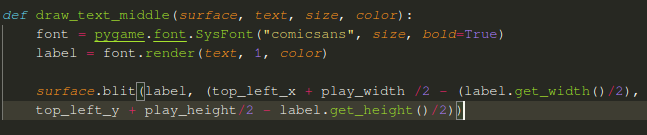 def draw_text_middle(surface, text, size, color):
    font = pygame.font.SysFont("comicsans", size, bold=True)
    label = font.render(text, 1, color)

    surface.blit(label, (top_left_x + play_width /2 - (label.get_width()/2),
    top_left_y + play_height/2 - label.get_height()/2))